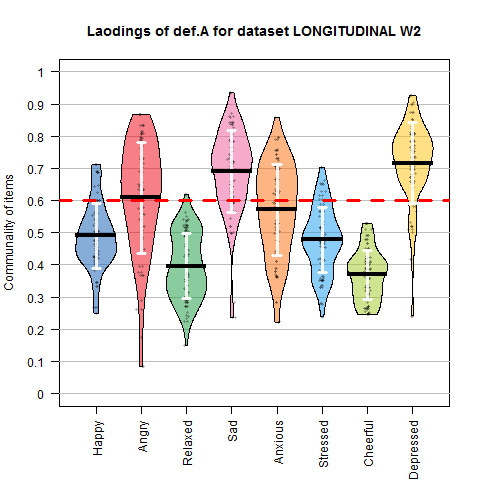 Laodings of def.A for dataset LONGITUDINAL W2
Communality of items
1
0.9
0.8
0.7
0.6
0.5
0.4
0.3
0.2
0.1
0
Happy
Angry
Relaxed
Sad
Anxious
Stressed
Cheerful
Depressed